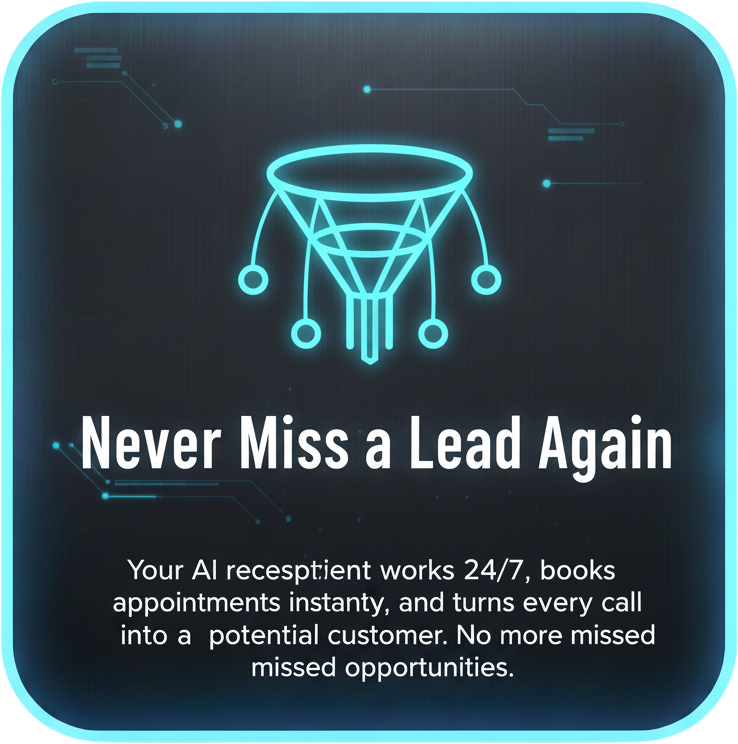 Never Miss a Lead Again
Your AI recesptient works 24/7, books
appointments instanty, and turns every call
into a potential customer. No more missed
missed opportunities.